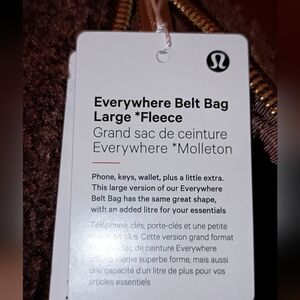 Everywhere Belt Bag
Large *Fleece
Grand sac de ceinture
Everywhere *Molleton
Phone, keys, wallet, plus a little extra.
This large version of our Everywhere
Belt Bag has the same great shape,
with an added litre for your essentials
Téléphone, clés, porte-clés et une petite
en plus. Cette version grand format
sac de ceinture Everywhere
même superbe forme, mais aussi
une capacité d'un litre de plus pour vos
articles essentiels